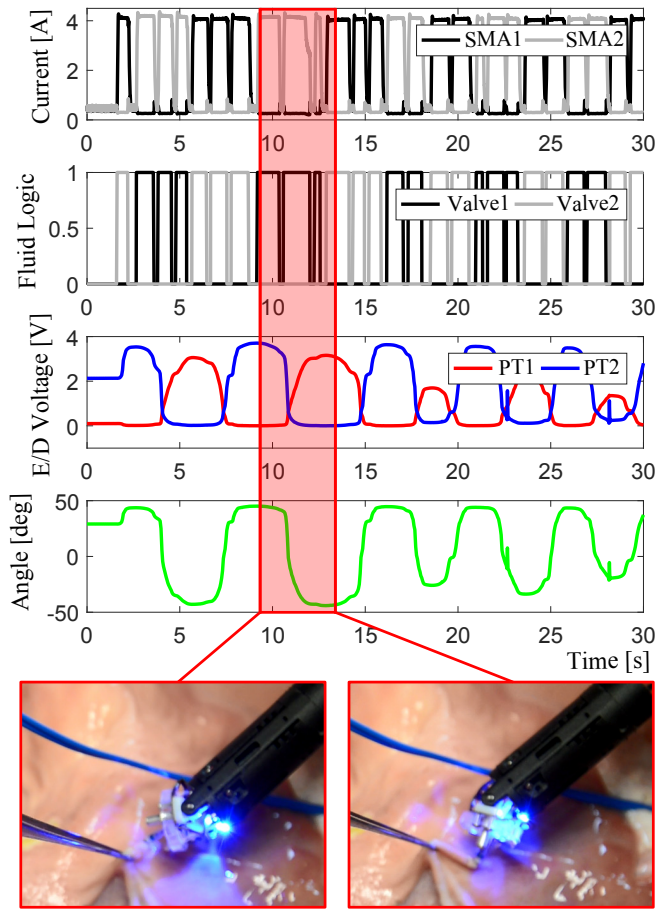 Current [A]
4
2
0
SMA1 SMA2
0 5 10 15 20 25 30
Fluid Logic
1
0.5
0
Valve1 Valve2
0 5 10 15 20 25 30
E/D Voltage [V]
4
2
0
PT1 PT2
0 5 10 15 20 25 30
Angle [deg]
50
0
-50
0 5 10 15 20 25 30
Time [s]